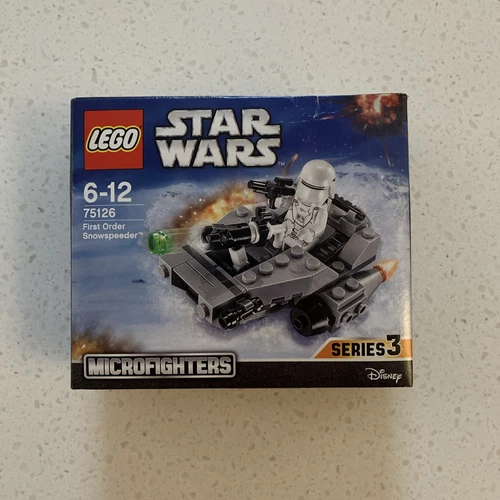 LEGO
STAR
WARS
6-12
75126
First Order
Snowspeeder™
MICROFIGHTERS
SERIES 3
Disney